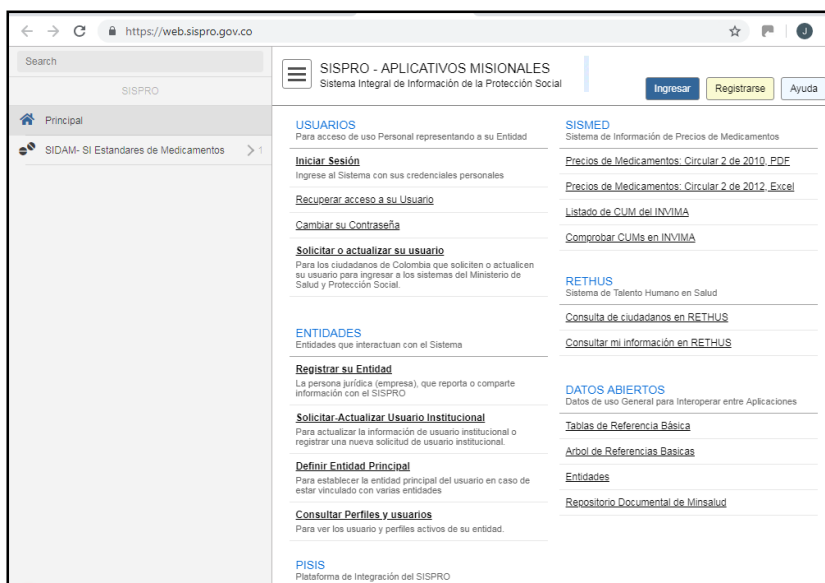 https://web.sispro.gov.co
J
Search
SISPRO
Principal
SIDAM- SI Estandares de Medicamentos
1
SISPRO - APLICATIVOS MISIONALES
Sistema Integral de Información de la Protección Social
Ingresar
Registrarse
Ayuda
USUARIOS
Para acceso de uso Personal representando a su Entidad
Iniciar Sesión
Ingrese al Sistema con sus credenciales personales
Recuperar acceso a su Usuario
Cambiar su Contraseña
Solicitar o actualizar su usuario
Para los ciudadanos de Colombia que soliciten o actualicen
su usuario para ingresar a los sistemas del Ministerio de
Salud y Protección Social.
ENTIDADES
Entidades que interactuan con el Sistema
Registrar su Entidad
La persona jurídica (empresa), que reporta o comparte
información con el SISPRO
Solicitar-Actualizar Usuario Institucional
Para actualizar la información de usuario institucional o
registrar una nueva solicitud de usuario institucional.
Definir Entidad Principal
Para establecer la entidad principal del usuario en caso de
estar vinculado con varias entidades
Consultar Perfiles y usuarios
Para ver los usuario y perfiles activos de su entidad.
PISIS
Plataforma de Integración del SISPRO
SISMED
Sistema de Información de Precios de Medicamentos
Precios de Medicamentos: Circular 2 de 2010, PDF
Precios de Medicamentos: Circular 2 de 2012, Excel
Listado de CUM del INVIMA
Comprobar CUMs en INVIMA
RETHUS
Sistema de Talento Humano en Salud
Consulta de ciudadanos en RETHUS
Consultar mi información en RETHUS
DATOS ABIERTOS
Datos de uso General para Interoperar entre Aplicaciones
Tablas de Referencia Básica
Arbol de Referencias Basicas
Entidades
Repositorio Documental de Minsalud